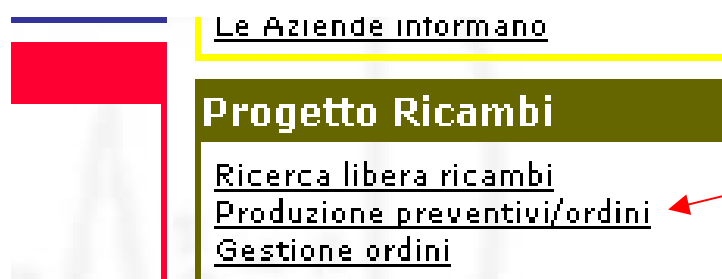 Le Aziende informano
Progetto Ricambi
Ricerca libera ricambi
Produzione preventivi/ordini
Gestione ordini